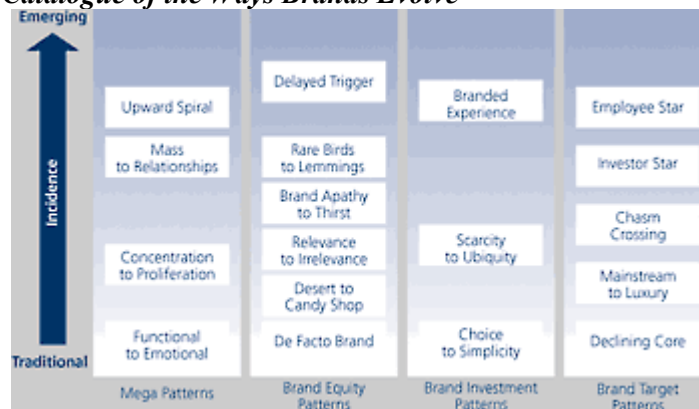 Catalogue of the Ways Brands Evolve
Emerging
Incidence
Traditional
Upward Spiral
Mass
to Relationships
Concentration
to Proliferation
Functional
to Emotional
Mega Patterns
Delayed Trigger
Rare Birds
to Lemmings
Brand Apathy
to Thirst
Relevance
to Irrelevance
Desert to
Candy Shop
De Facto Brand
Brand Equity
Patterns
Branded
Experience
Scarcity
to Ubiquity
Choice
to Simplicity
Brand Investment
Patterns
Employee Star
Investor Star
Chasm
Crossing
Mainstream
to Luxury
Declining Core
Brand Target
Patterns